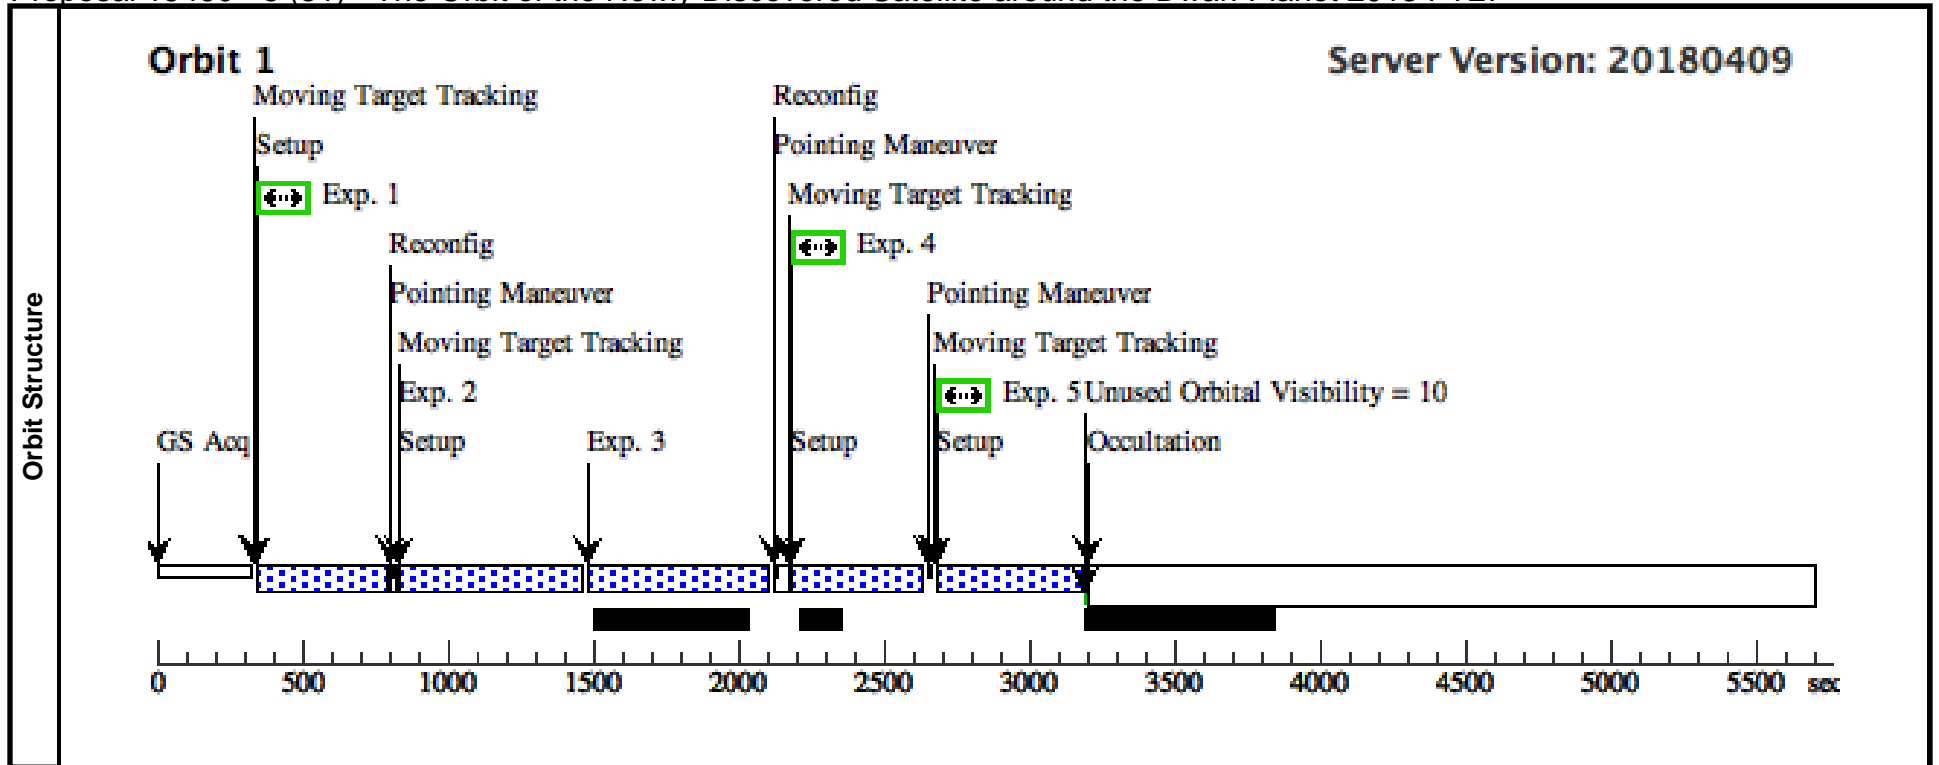 Orbit Structure
Orbit 1
Server Version: 20180409
Moving Target Tracking
Reconfig
Setup
Pointing Maneuver
Exp. 1
Moving Target Tracking
Reconfig
Exp. 4
Pointing Maneuver
Pointing Maneuver
Moving Target Tracking
Moving Target Tracking
Exp. 2
Exp. 5 Unused Orbital Visibility = 10
GS Acq
Setup
Exp. 3
Setup
Setup
Occultation
0 500 1000 1500 2000 2500 3000 3500 4000 4500 5000 5500 sec